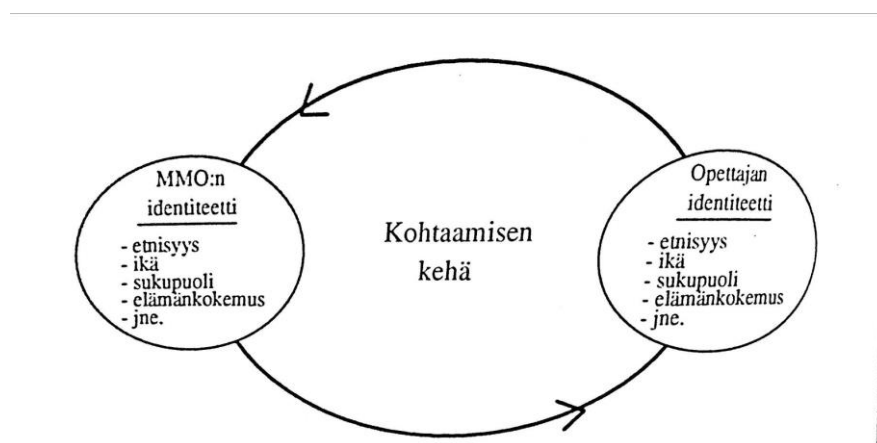 MMO:n
identiteetti
- etnisyys
- ikä
- sukupuoli
- elämänkokemus
- jne.
Kohtaamisen
kehä
Opettajan
identiteetti
- etnisyys
- ikä
- sukupuoli
- elämänkokemus
- jne.